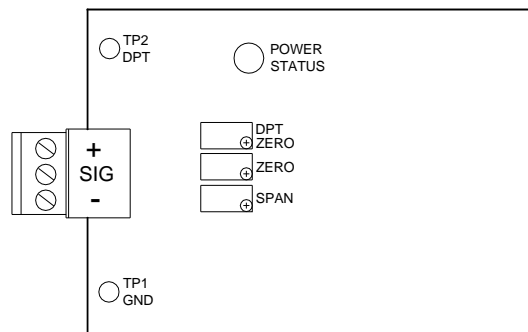 TP2
DPT
POWER
STATUS
DPT
ZERO
+
SIG
-
ZERO
SPAN
TP1
GND